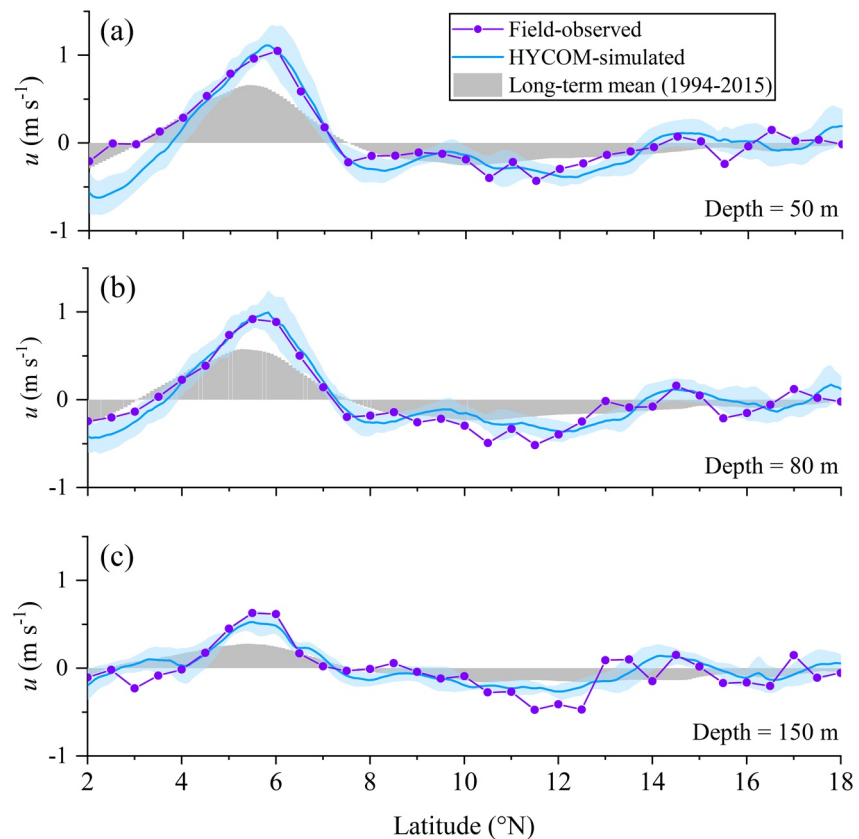 (a)
Field-observed
HYCOM-simulated
Long-term mean (1994-2015)
1
0
-1
u (m s⁻¹)
Depth = 50 m
(b)
1
0
-1
u (m s⁻¹)
Depth = 80 m
(c)
1
0
-1
u (m s⁻¹)
Depth = 150 m
2 4 6 8 10 12 14 16 18
Latitude (°N)